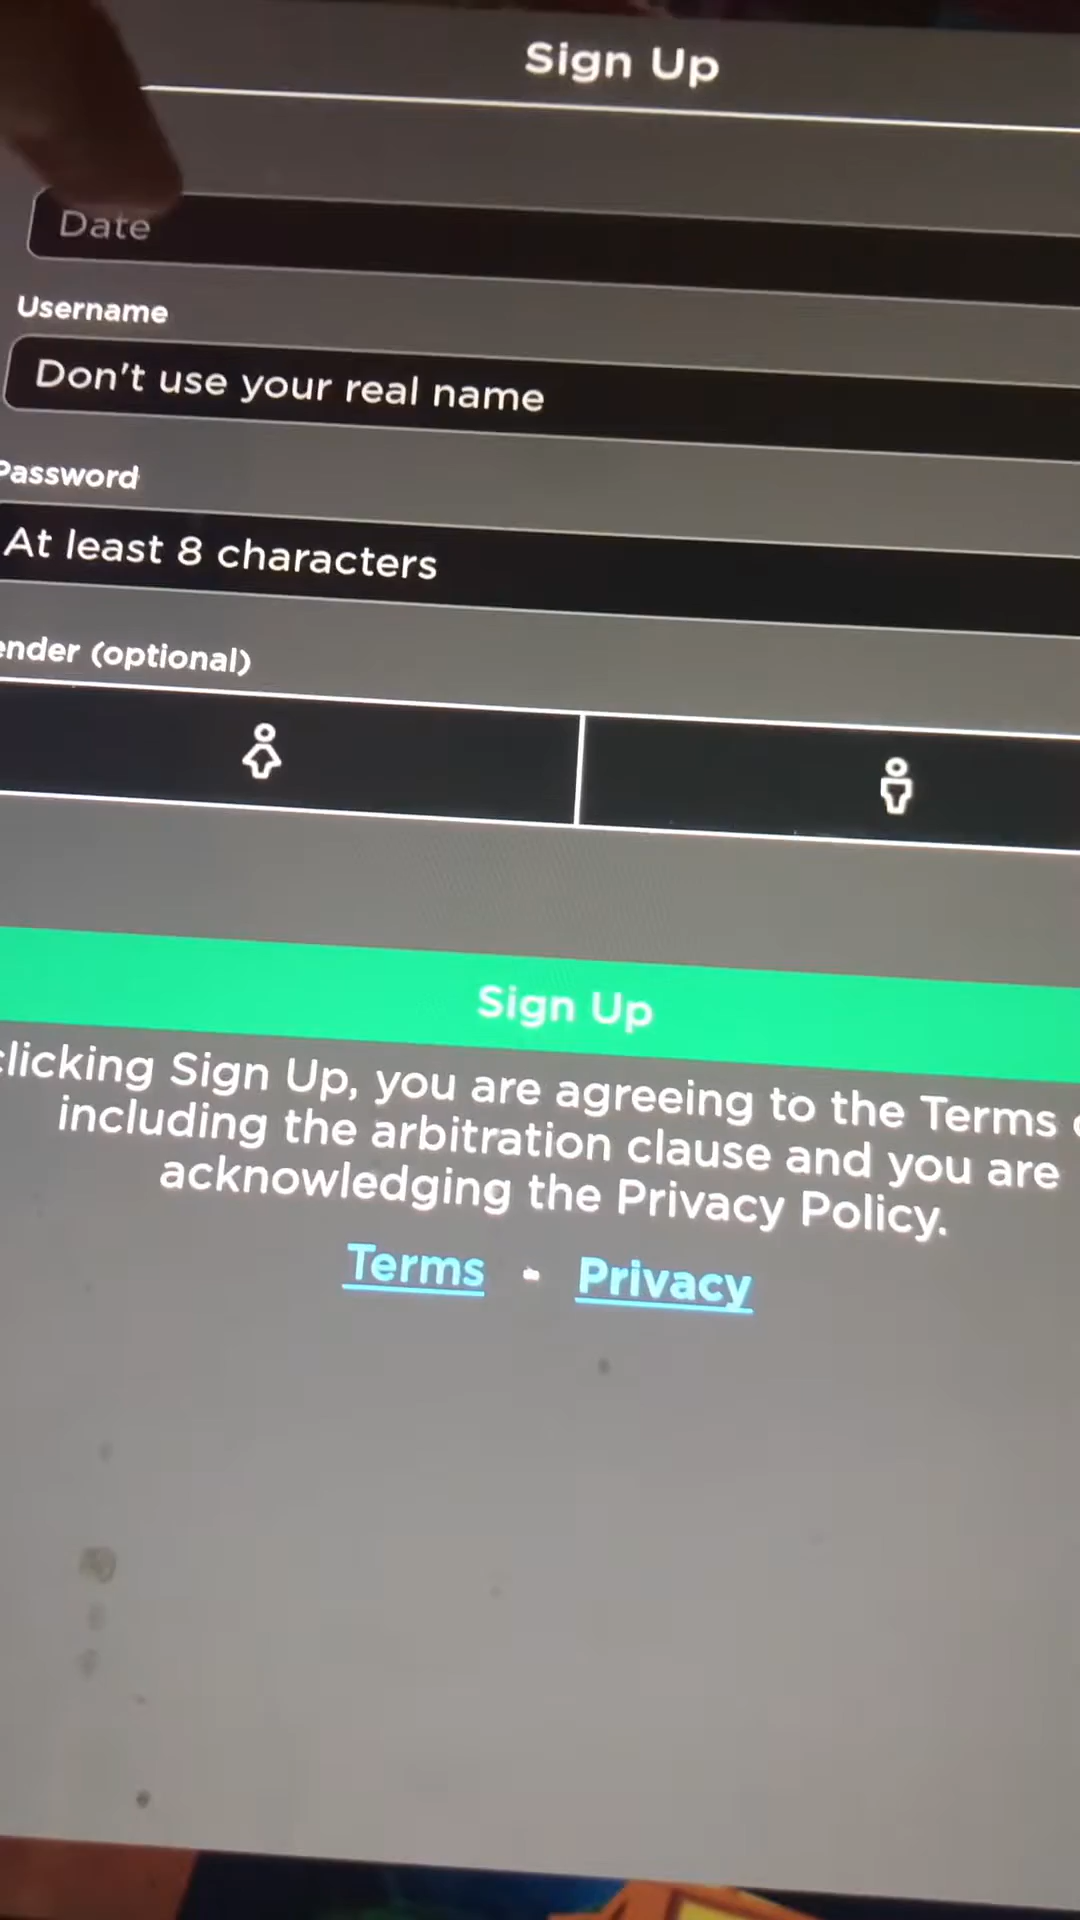 Sign Up
Date
Username
Don't use your real name
Password
At least 8 characters
ender (optional)
Sign Up
clicking Sign Up, you are agreeing to the Terms
including the arbitration clause and you are
acknowledging the Privacy Policy.
Terms - Privacy